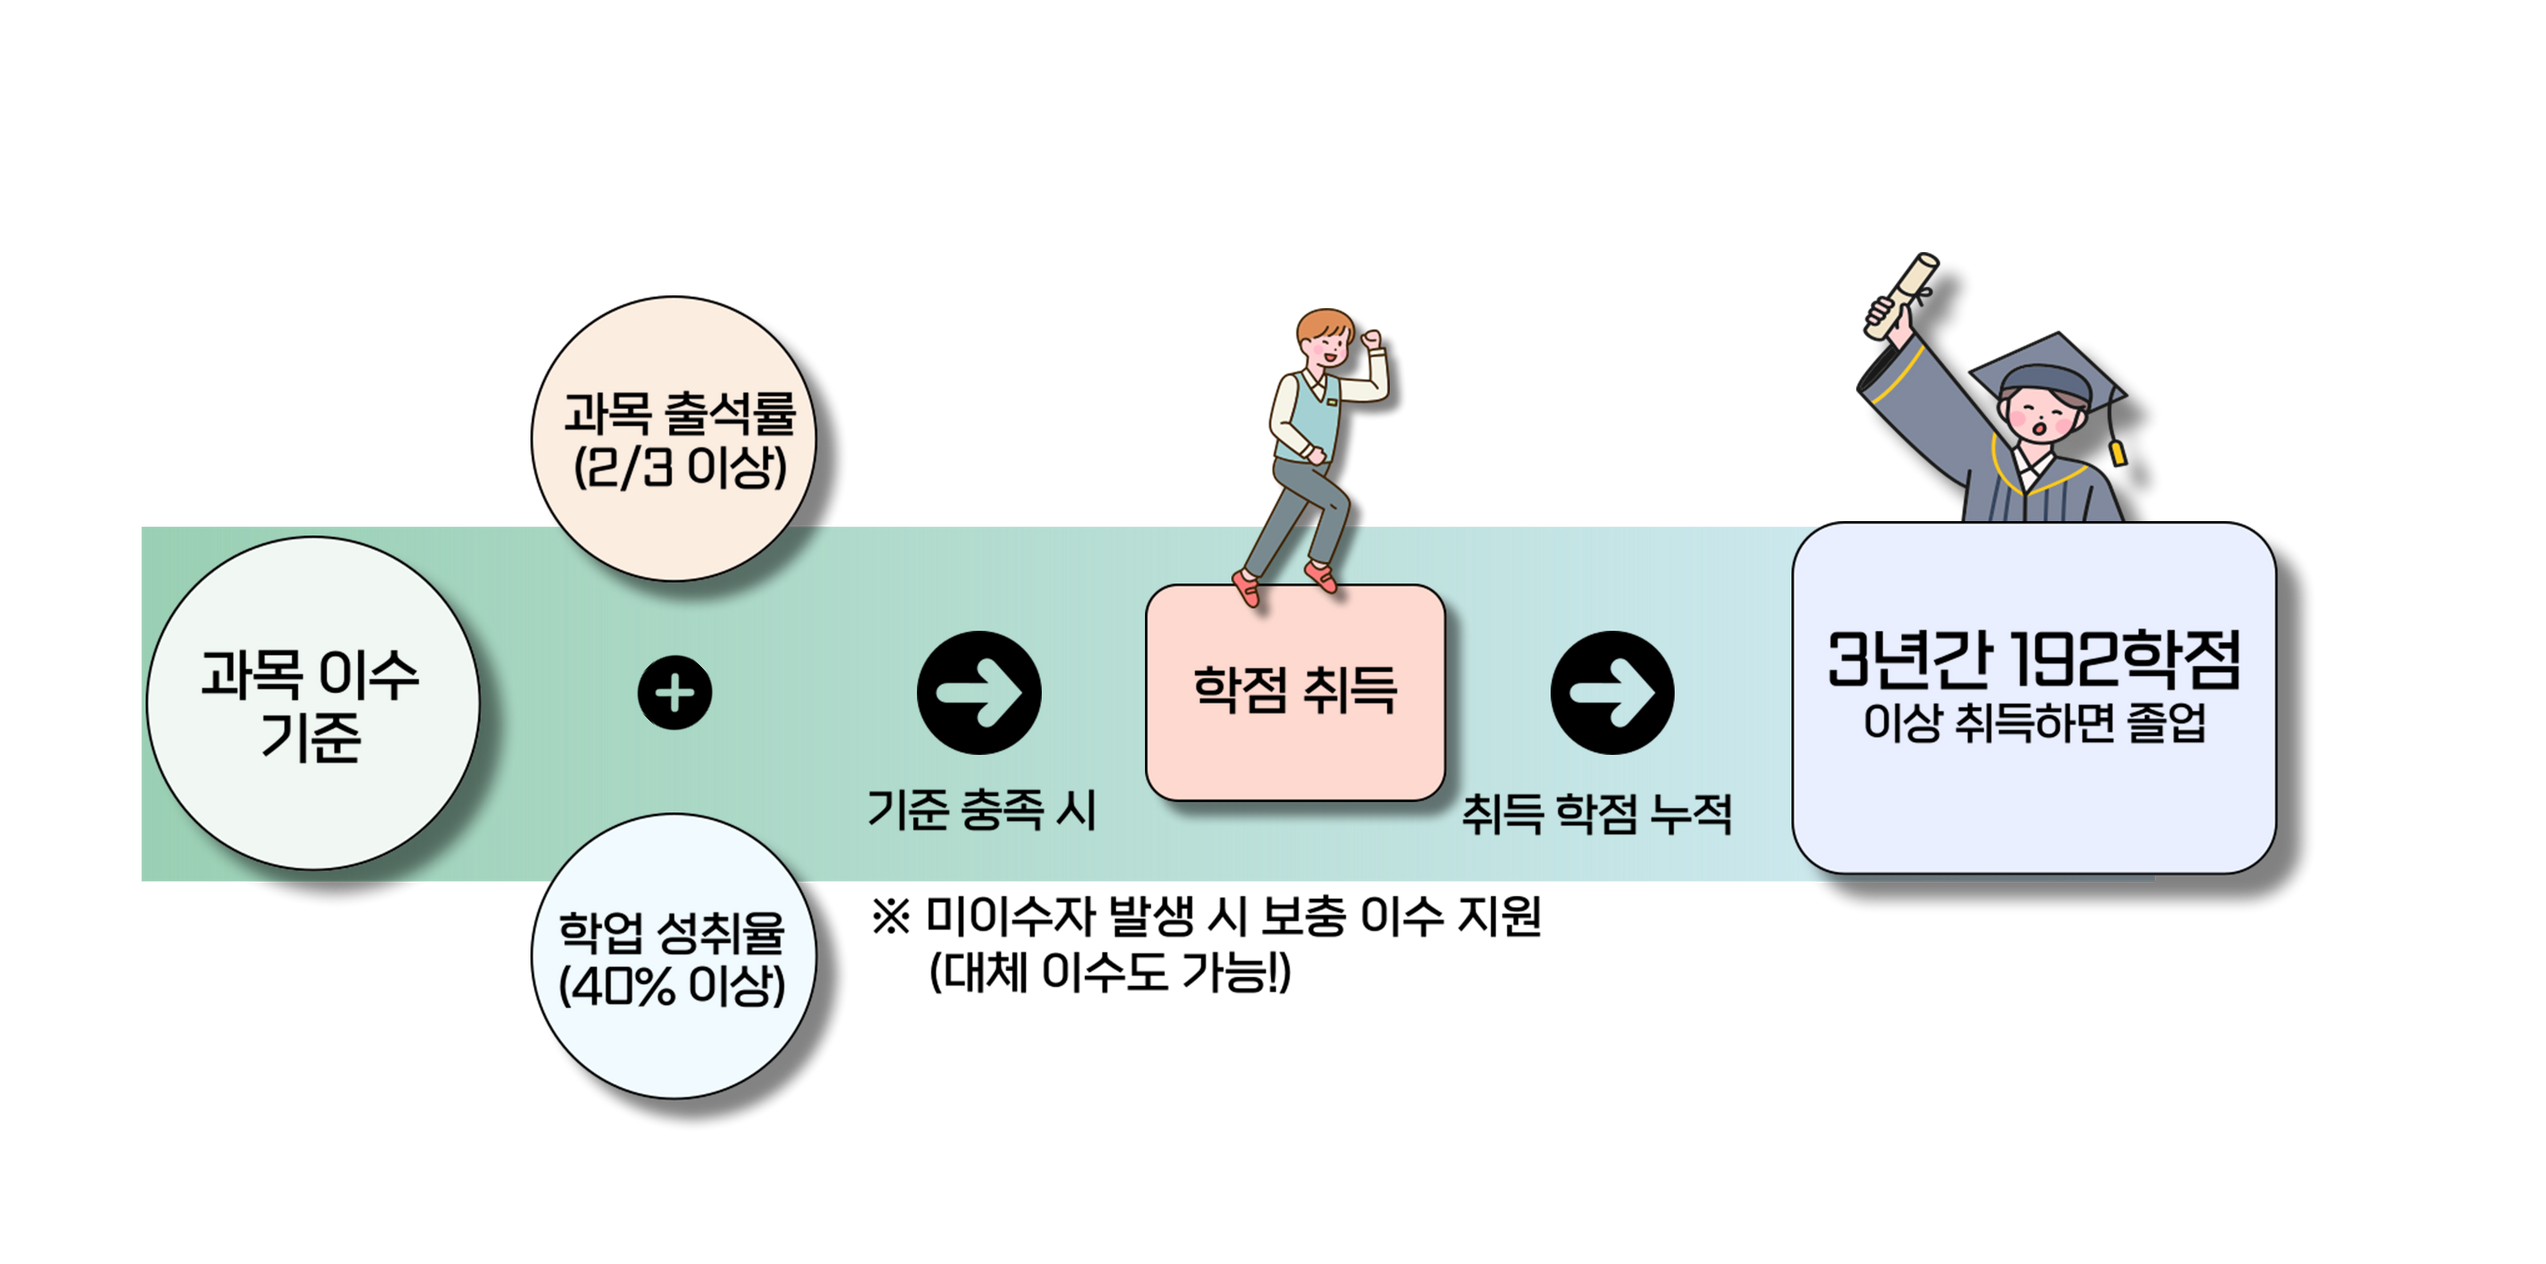 과목 이수
기준
과목 출석률
(2/3 이상)
+
학업 성취율
(40% 이상)
기준 충족 시
※ 미이수자 발생 시 보충 이수 지원
(대체 이수도 가능!)
학점 취득
취득 학점 누적
3년간 192학점
이상 취득하면 졸업